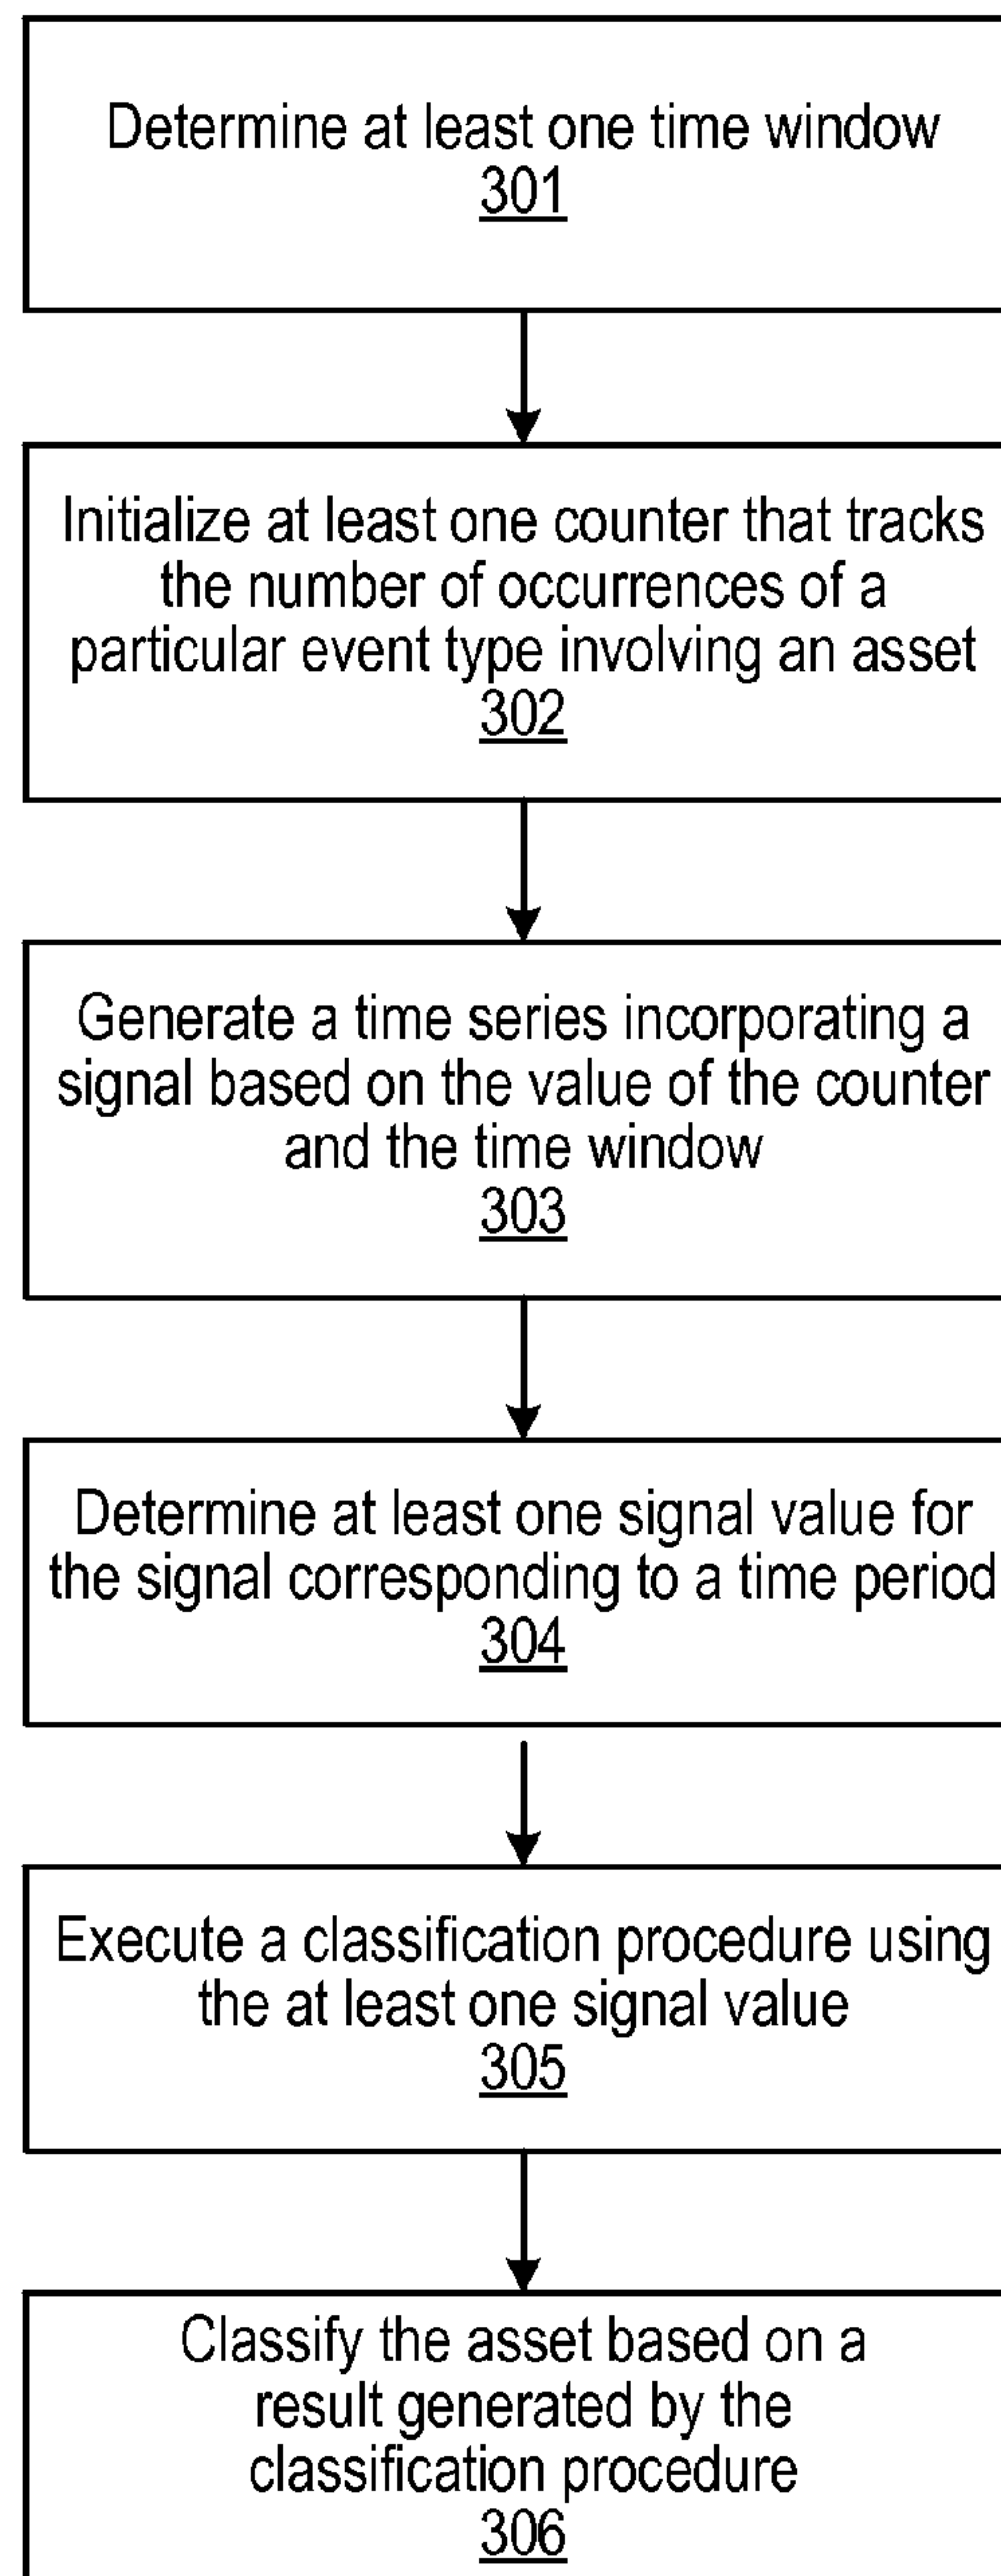 Determine at least one time window
301
Initialize at least one counter that tracks
the number of occurrences of a
particular event type involving an asset
302
Generate a time series incorporating a
signal based on the value of the counter
and the time window
303
Determine at least one signal value for
the signal corresponding to a time period
304
Execute a classification procedure using
the at least one signal value
305
Classify the asset based on a
result generated by the
classification procedure
306